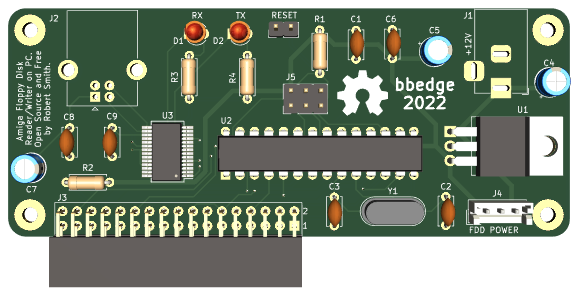 J2
RX
TX
RESET
R1
C1
C6
J1
D1
D2
C5
+12V
Amiga Floppy Disk
Reader/Writer on PC.
Open Source and Free
by Robert Smith.
R3
R4
J5
bbedge
2022
C4
C8
C9
U3
U2
U1
R2
C7
J3
C3
Y1
C2
J4
2
1
FDD POWER